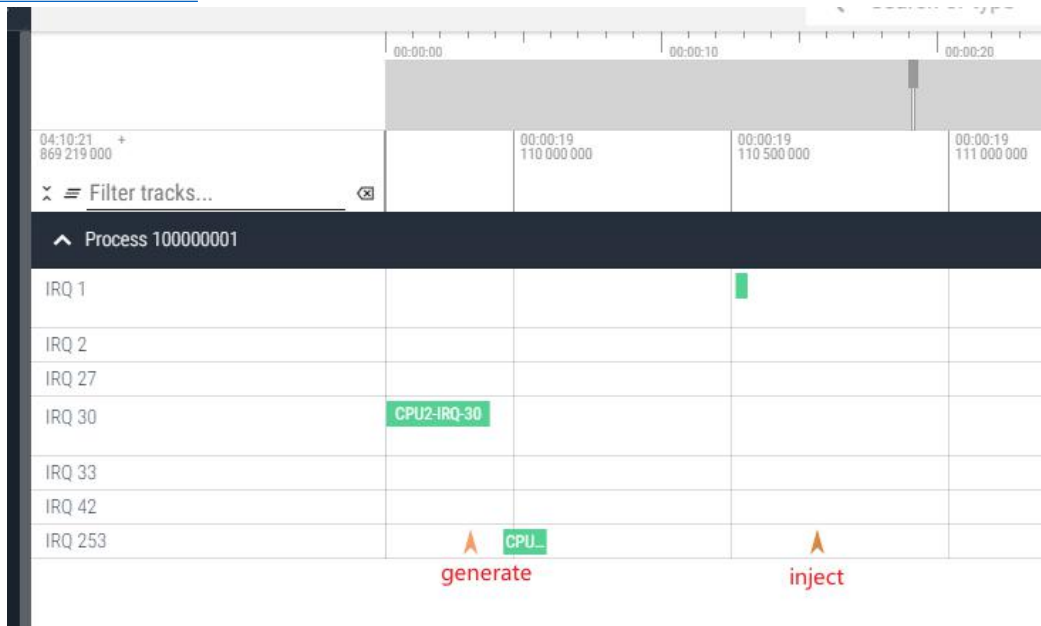 00:00:00
00:00:10
00:00:20
04:10:21 +
869 219 000
00:00:19
110 000 000
00:00:19
110 500 000
00:00:19
111 000 000
Filter tracks...
Process 100000001
IRQ 1
IRQ 2
IRQ 27
IRQ 30
CPU2-IRQ-30
IRQ 33
IRQ 42
IRQ 253
CPU...
generate
inject